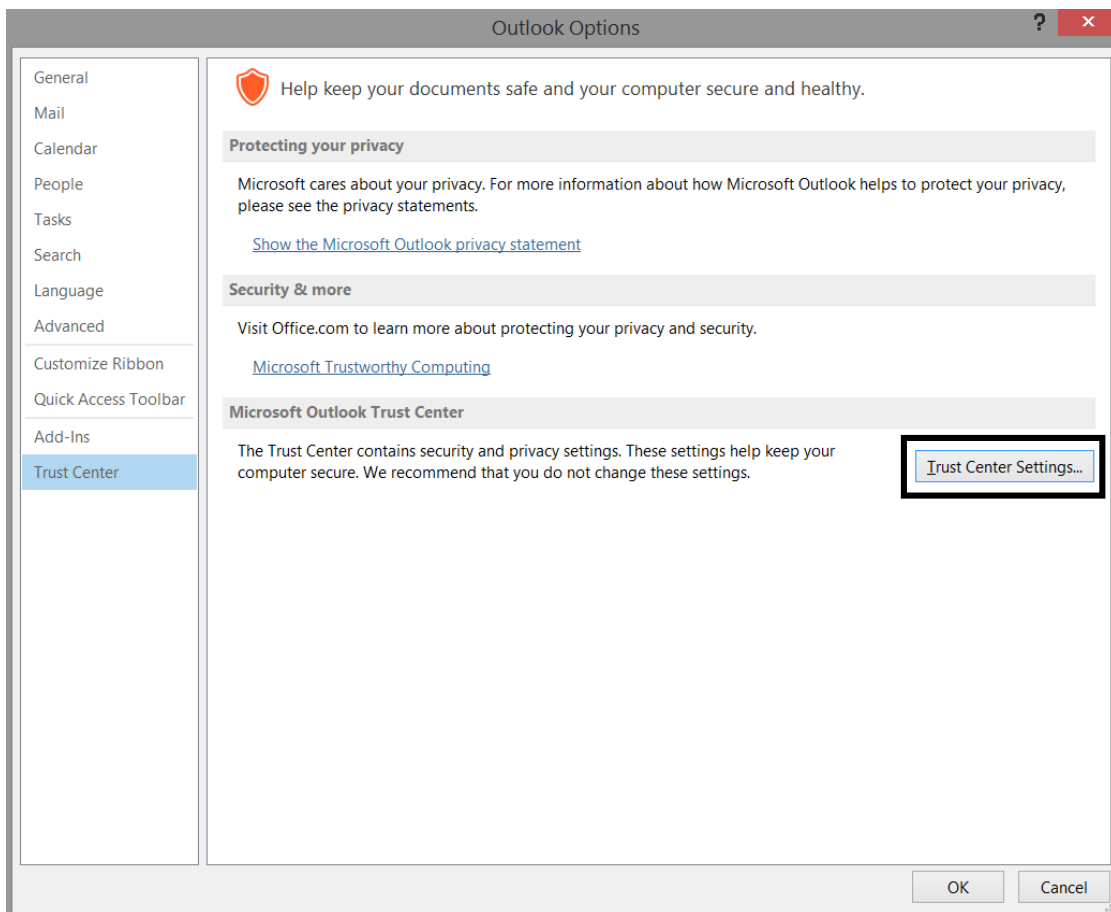 Outlook Options
?
General
Mail
Calendar
People
Tasks
Search
Language
Advanced
Customize Ribbon
Quick Access Toolbar
Add-Ins
Trust Center
Help keep your documents safe and your computer secure and healthy.
Protecting your privacy
Microsoft cares about your privacy. For more information about how Microsoft Outlook helps to protect your privacy,
please see the privacy statements.
Show the Microsoft Outlook privacy statement
Security & more
Visit Office.com to learn more about protecting your privacy and security.
Microsoft Trustworthy Computing
Microsoft Outlook Trust Center
The Trust Center contains security and privacy settings. These settings help keep your
computer secure. We recommend that you do not change these settings.
Trust Center Settings...
OK
Cancel